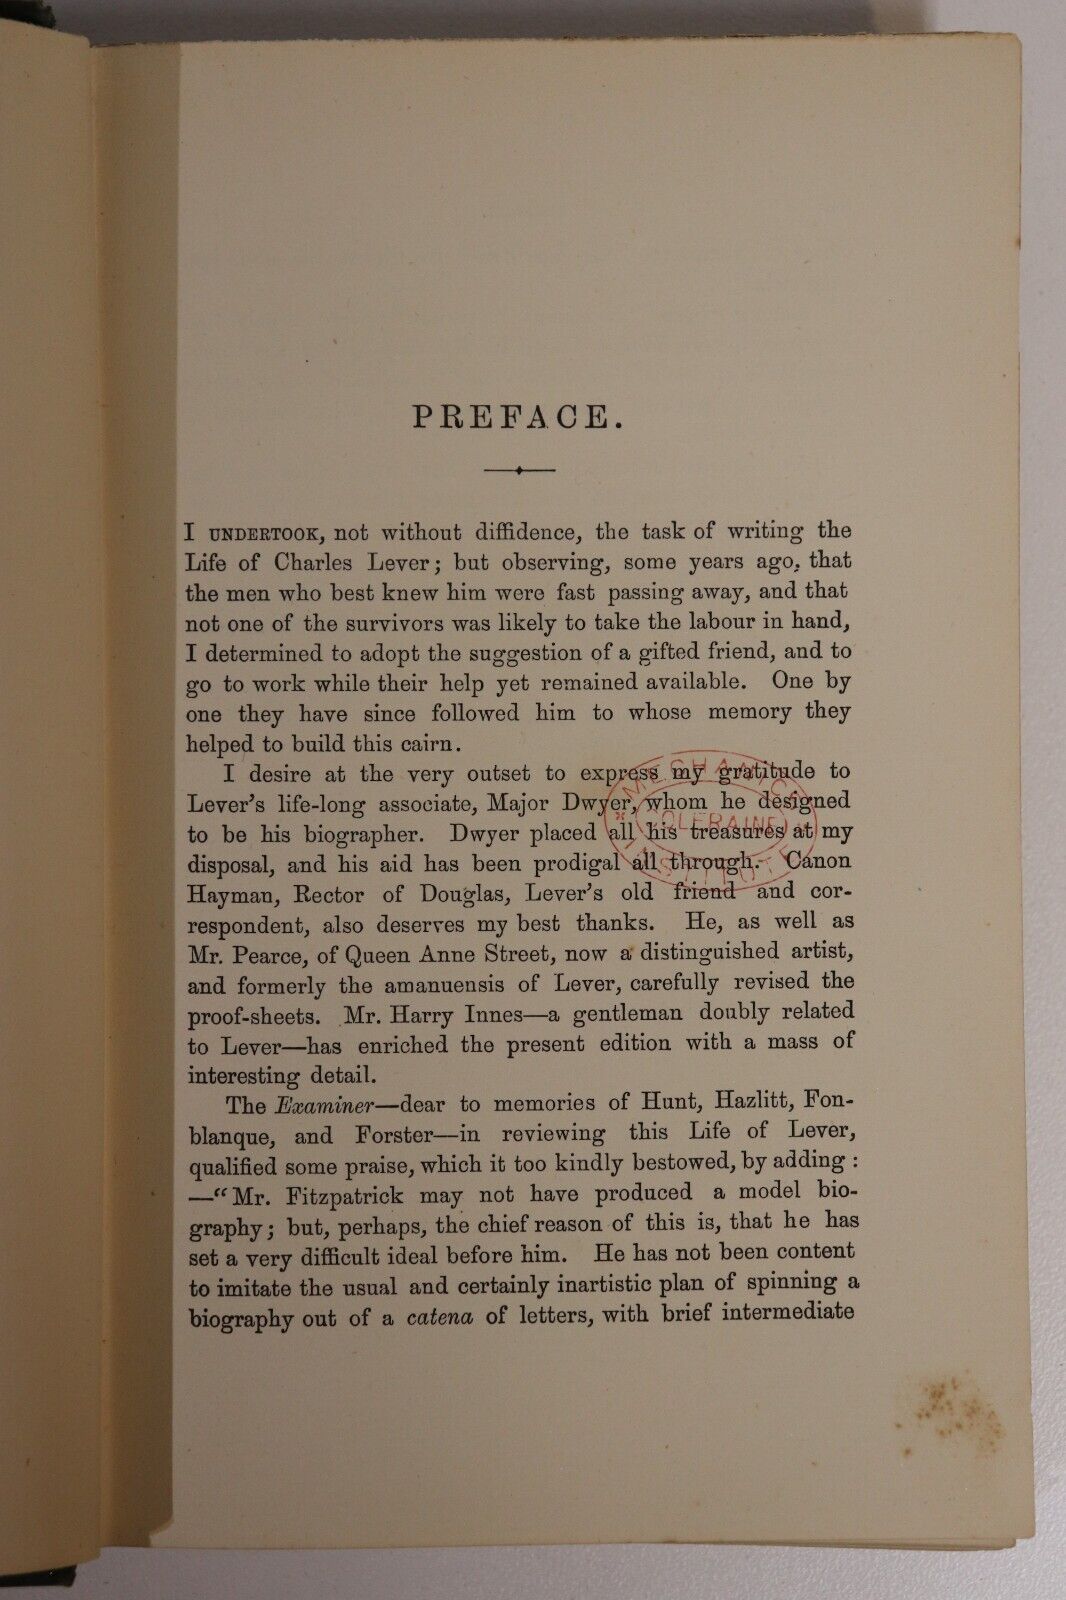 PREFACE.
I UNDERTOOK, not without diffidence, the task of writing the
Life of Charles Lever; but observing, some years ago, that
the men who best knew him were fast passing away, and that
not one of the survivors was likely to take the labour in hand,
I determined to adopt the suggestion of a gifted friend, and to
go to work while their help yet remained available. One by
one they have since followed him to whose memory they
helped to build this cairn.
I desire at the very outset to express my gratitude to
Lever's life-long associate, Major Dwyer, whom he designed
to be his biographer. Dwyer placed all his treasures at my
disposal, and his aid has been prodigal all through. Canon
Hayman, Rector of Douglas, Lever's old friend and cor-
respondent, also deserves my best thanks. He, as well as
Mr. Pearce, of Queen Anne Street, now a distinguished artist,
and formerly the amanuensis of Lever, carefully revised the
proof-sheets. Mr. Harry Innes—a gentleman doubly related
to Lever—has enriched the present edition with a mass of
interesting detail.
The Examiner—dear to memories of Hunt, Hazlitt, Fon-
blanque, and Forster—in reviewing this Life of Lever,
qualified some praise, which it too kindly bestowed, by adding :
—“Mr. Fitzpatrick may not have produced a model bio-
graphy; but, perhaps, the chief reason of this is, that he has
set a very difficult ideal before him. He has not been content
to imitate the usual and certainly inartistic plan of spinning a
biography out of a catena of letters, with brief intermediate
MECHANICS
(COLERAINE)
INSTITUTE